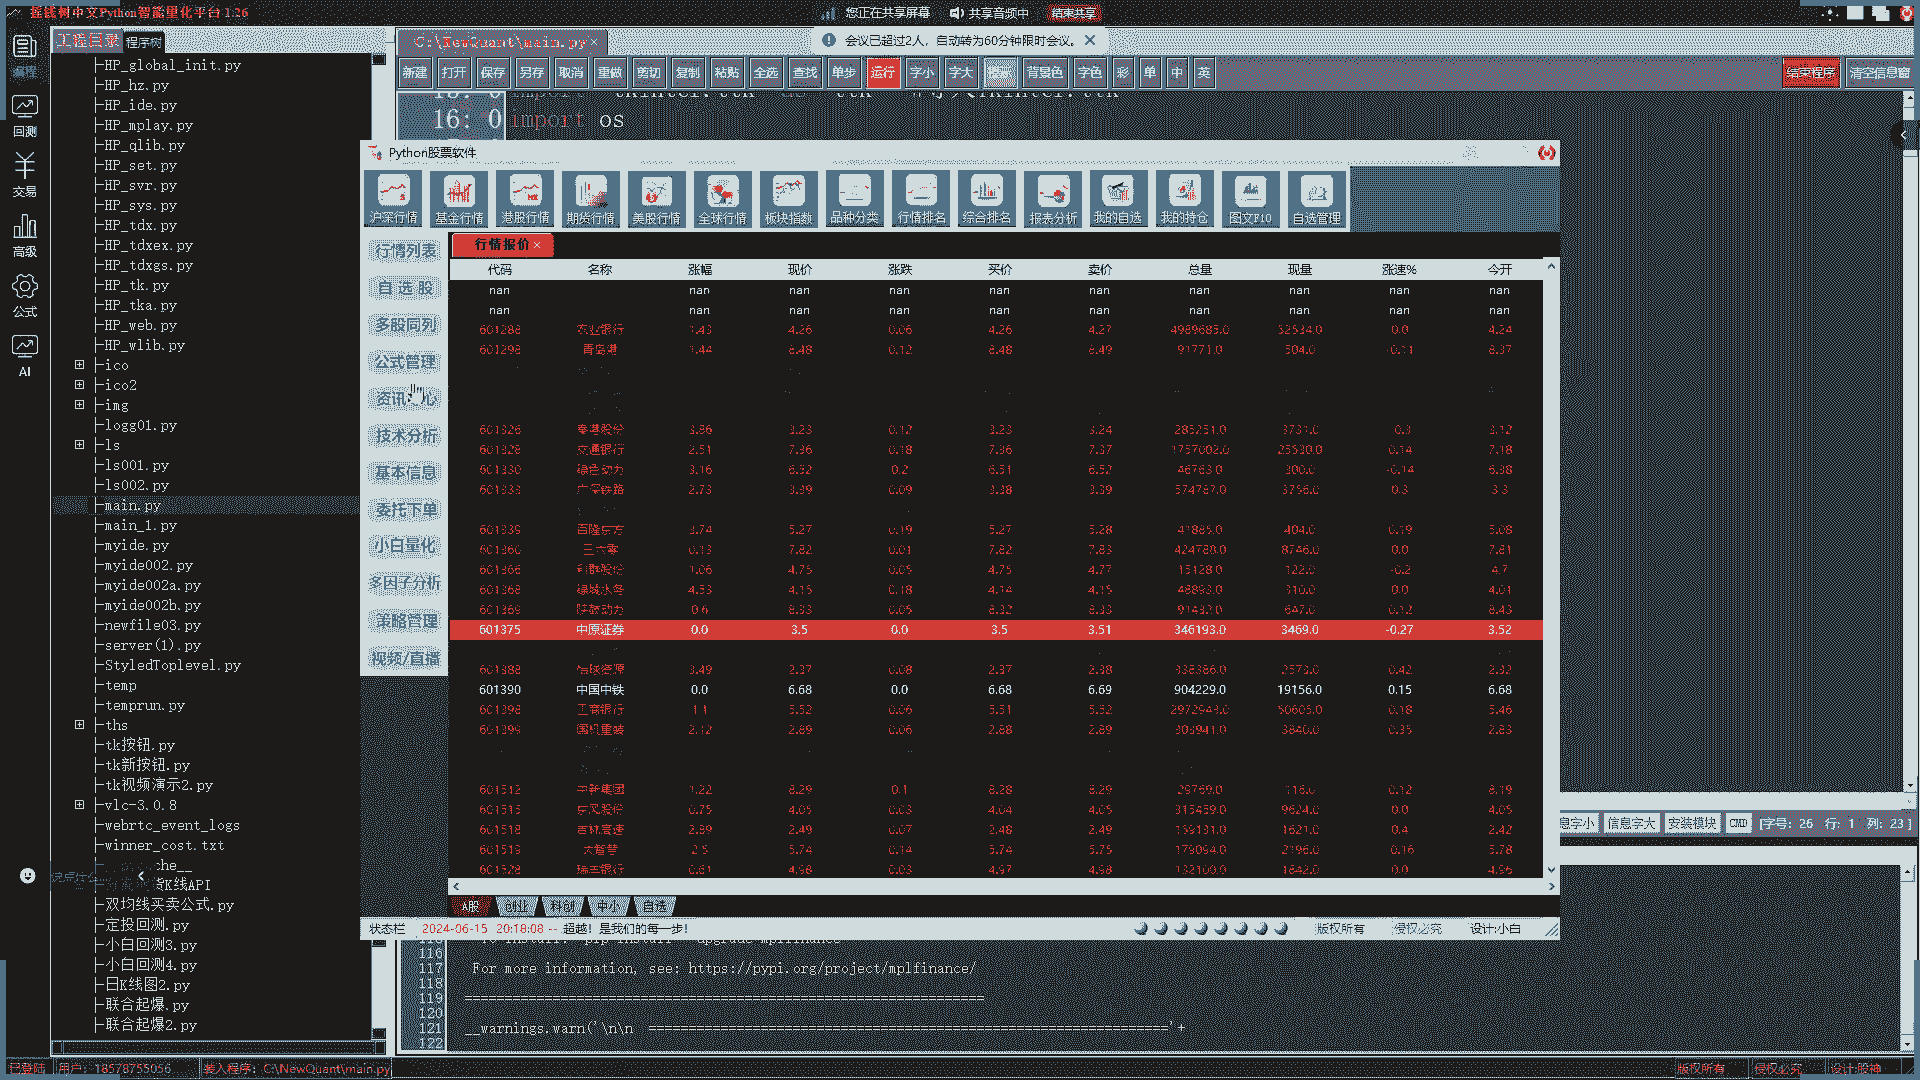 摇钱树中文Python智能量化平台 1.26
您正在共享屏幕 共享音频中 结束共享
工程目录 程序树
C:\NewQuant\main.py ×
会议已超过2人，自动转为60分钟限时会议。 ×
新建 打开 保存 另存 取消 重做 剪切 复制 粘贴 全选 查找 单步 运行 字小 字大 背景色 字色 彩 单 中 英 结束程序 清空信息窗
回测
交易
高级
公式
AI
HP_global_init.py
HP_hz.py
HP_ide.py
HP_mplay.py
HP_qlib.py
HP_set.py
HP_svr.py
HP_sys.py
HP_tdx.py
HP_tdxex.py
HP_tdxgs.py
HP_tk.py
HP_tka.py
HP_web.py
HP_wlib.py
ico
ico2
img
logg01.py
ls
ls001.py
ls002.py
main.py
main_1.py
myide.py
myide002.py
myide002a.py
myide002b.py
newfile03.py
server(1).py
StyledToplevel.py
temp
temprun.py
ths
tk按钮.py
tk新按钮.py
tk视频演示2.py
vlc-3.0.8
webrtc_event_logs
winner_cost.txt
双均线买卖公式.py
定投回测.py
小白回测3.py
小白回测4.py
日K线图2.py
联合起爆.py
联合起爆2.py
16: 0 import os
Python股票软件
沪深行情 基金行情 港股行情 期货行情 美股行情 全球行情 板块指数 品种分类 行情排名 综合排名 报表分析 我的自选 我的持仓 图文F10 自选管理
行情列表
自选股
多股同列
公式管理
资讯中心
技术分析
基本信息
委托下单
小白量化
多因子分析
策略管理
视频/直播
行情报价 ×
代码 名称 涨幅 现价 涨跌 买价 卖价 总量 现量 涨速% 今开
nan nan nan nan nan nan nan nan nan nan
nan nan nan nan nan nan nan nan nan nan
601288 农业银行 1.43 4.26 0.06 4.26 4.27 4989685.0 52534.0 0.0 4.24
601298 青岛港 1.44 8.48 0.12 8.48 8.49 91771.0 504.0 -0.11 8.37
601326 秦港股份 3.86 3.23 0.12 3.23 3.24 285251.0 3731.0 0.3 3.12
601328 交通银行 2.51 7.36 0.18 7.36 7.37 1757002.0 25530.0 0.14 7.18
601330 绿色动力 3.16 6.52 0.2 6.51 6.52 46763.0 300.0 -0.14 6.38
601333 广深铁路 2.73 3.39 0.09 3.38 3.39 574787.0 3756.0 0.3 3.3
601339 百隆东方 3.74 5.27 0.19 5.27 5.28 41885.0 404.0 0.19 5.08
601360 三六零 0.13 7.82 0.01 7.82 7.83 424788.0 8746.0 0.0 7.81
601366 利群股份 1.06 4.75 0.05 4.75 4.77 15128.0 122.0 -0.2 4.7
601368 绿城水务 4.53 4.15 0.18 4.14 4.15 48893.0 310.0 0.0 4.01
601369 陕鼓动力 0.6 8.33 0.05 8.32 8.33 91432.0 647.0 0.12 8.43
601375 中原证券 0.0 3.5 0.0 3.5 3.51 346193.0 3469.0 -0.27 3.52
601388 怡球资源 3.49 2.37 0.08 2.37 2.38 338386.0 2573.0 0.42 2.32
601390 中国中铁 0.0 6.68 0.0 6.68 6.69 904229.0 19156.0 0.15 6.68
601398 工商银行 1.1 5.52 0.06 5.51 5.52 2972943.0 50603.0 0.18 5.46
601399 国机重装 2.12 2.89 0.06 2.88 2.89 303941.0 3840.0 0.35 2.83
601512 中新集团 1.22 8.29 0.1 8.28 8.29 29769.0 116.0 0.12 8.19
601515 东风股份 0.75 4.05 0.03 4.04 4.05 315459.0 9624.0 0.0 4.05
601518 吉林高速 2.89 2.49 0.07 2.48 2.49 159131.0 1621.0 0.4 2.42
601519 大智慧 2.5 5.74 0.14 5.74 5.75 179094.0 2196.0 0.16 5.78
601528 瑞丰银行 0.61 4.98 0.03 4.97 4.98 132100.0 1842.0 0.0 4.96
A股 创业 科创 中小 自选
状态栏 2024-06-15 20:18:08 -- 超越！是我们的每一步！ 版权所有 侵权必究 设计:小白
息字小 信息字大 安装模块 CMD [字号: 26 行: 1 列: 23 ]
116
117 For more information, see: https://pypi.org/project/mplfinance/
118
119
120
121 __warnings.warn('\n\n ================================================================'+
122
已登陆 用户: 18578755056 装入程序: C:\NewQuant\main.py 版权所有 侵权必究 设计:股神